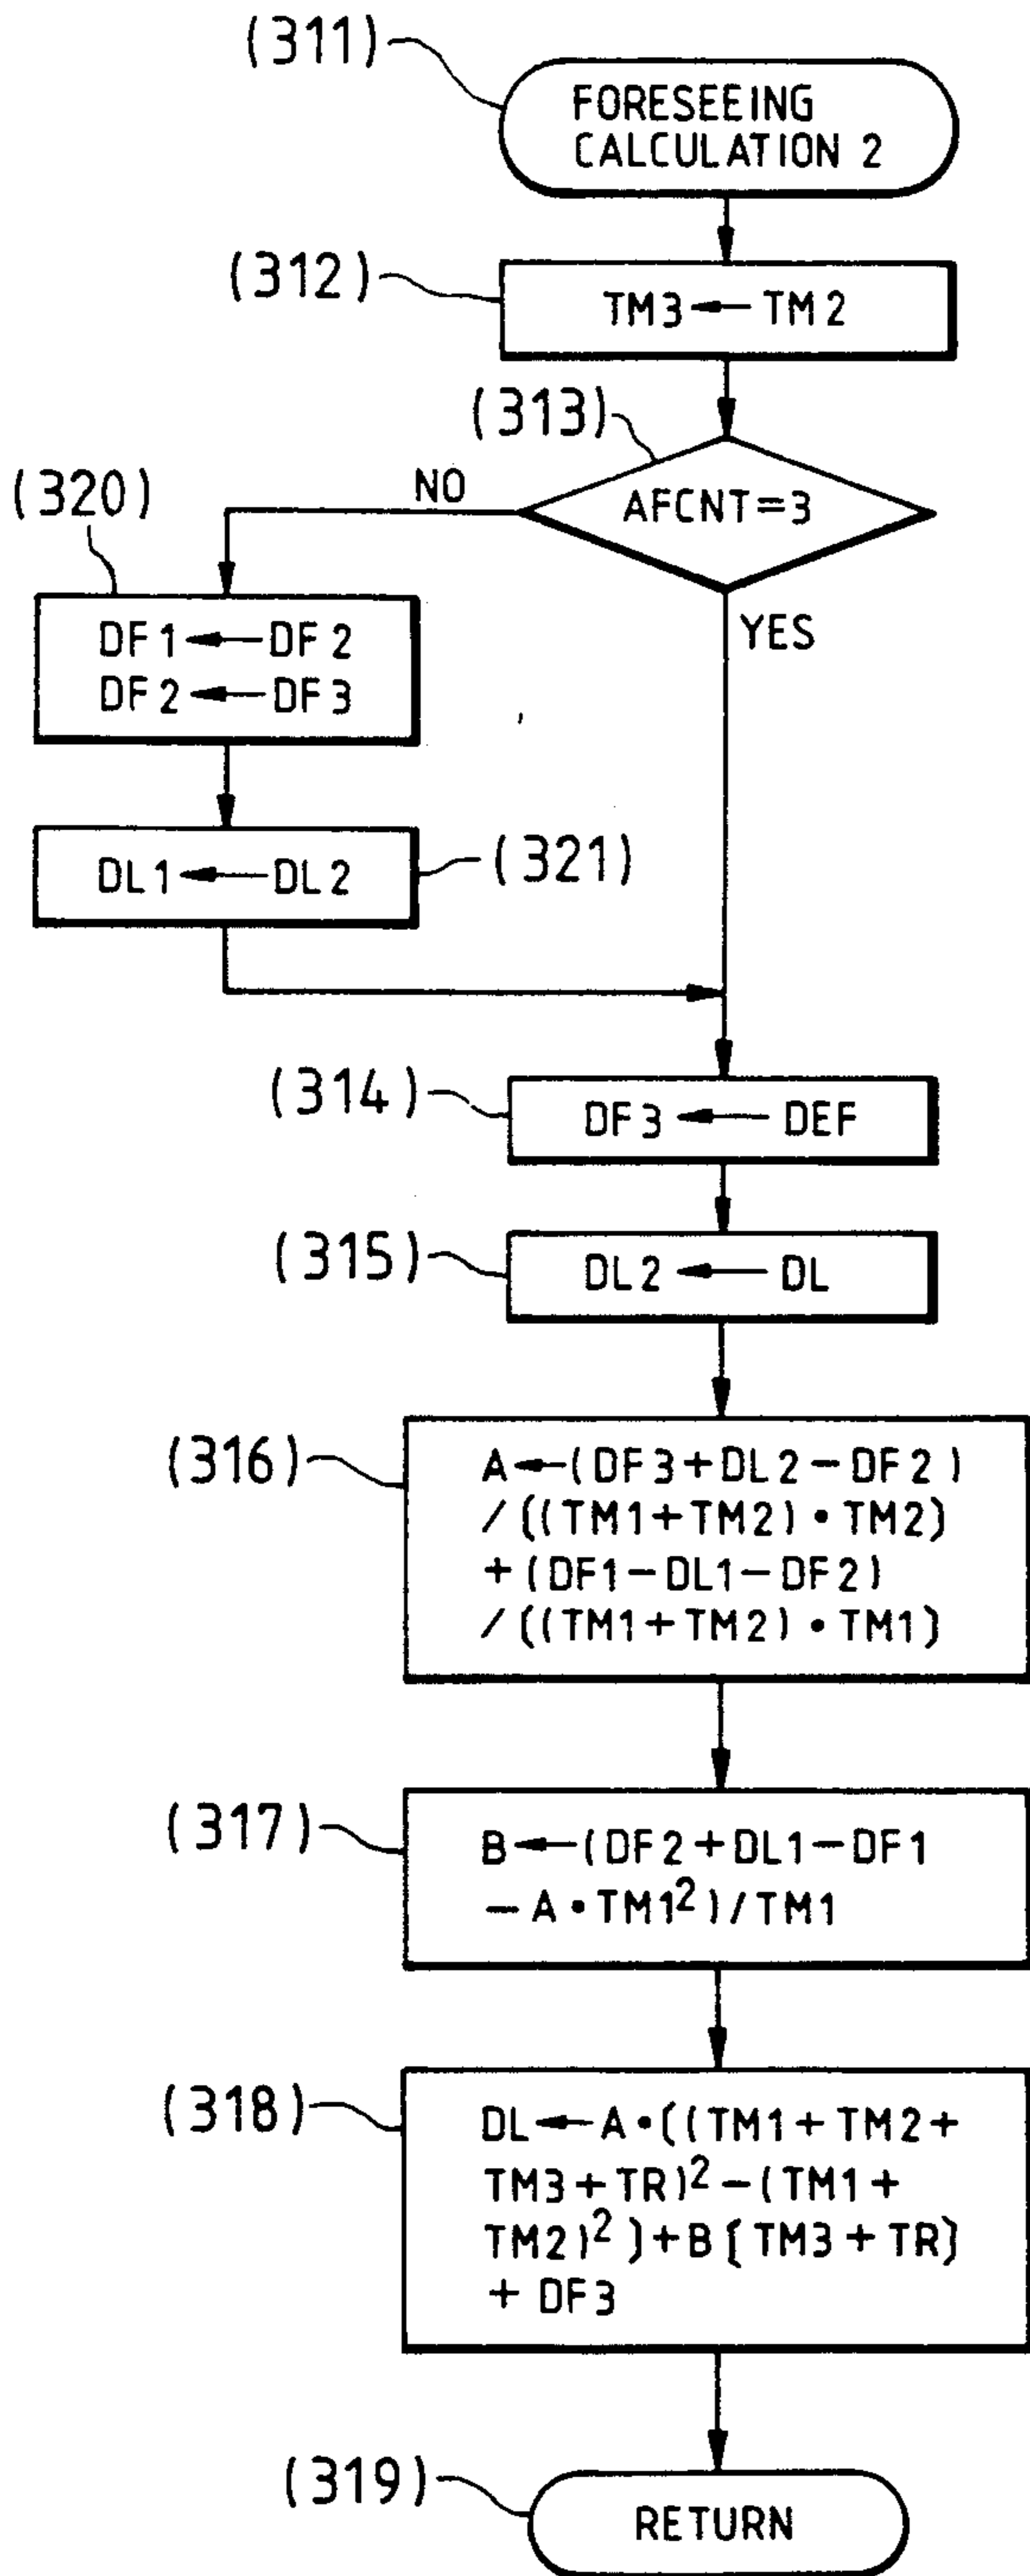 (311)
FORESEEING
CALCULATION 2
(312)
TM3 ← TM2
(313)
AFCNT=3
NO
YES
(320)
DF1 ← DF2
DF2 ← DF3
DL1 ← DL2
(321)
(314)
DF3 ← DEF
(315)
DL2 ← DL
(316)
A ← (DF3+DL2-DF2)
/((TM1+TM2)•TM2)
+(DF1-DL1-DF2)
/((TM1+TM2)•TM1)
(317)
B ← (DF2+DL1-DF1
-A•TM1²)/TM1
(318)
DL ← A•((TM1+TM2+
TM3+TR)²-(TM1+
TM2)²)+B[TM3+TR]
+DF3
(319)
RETURN